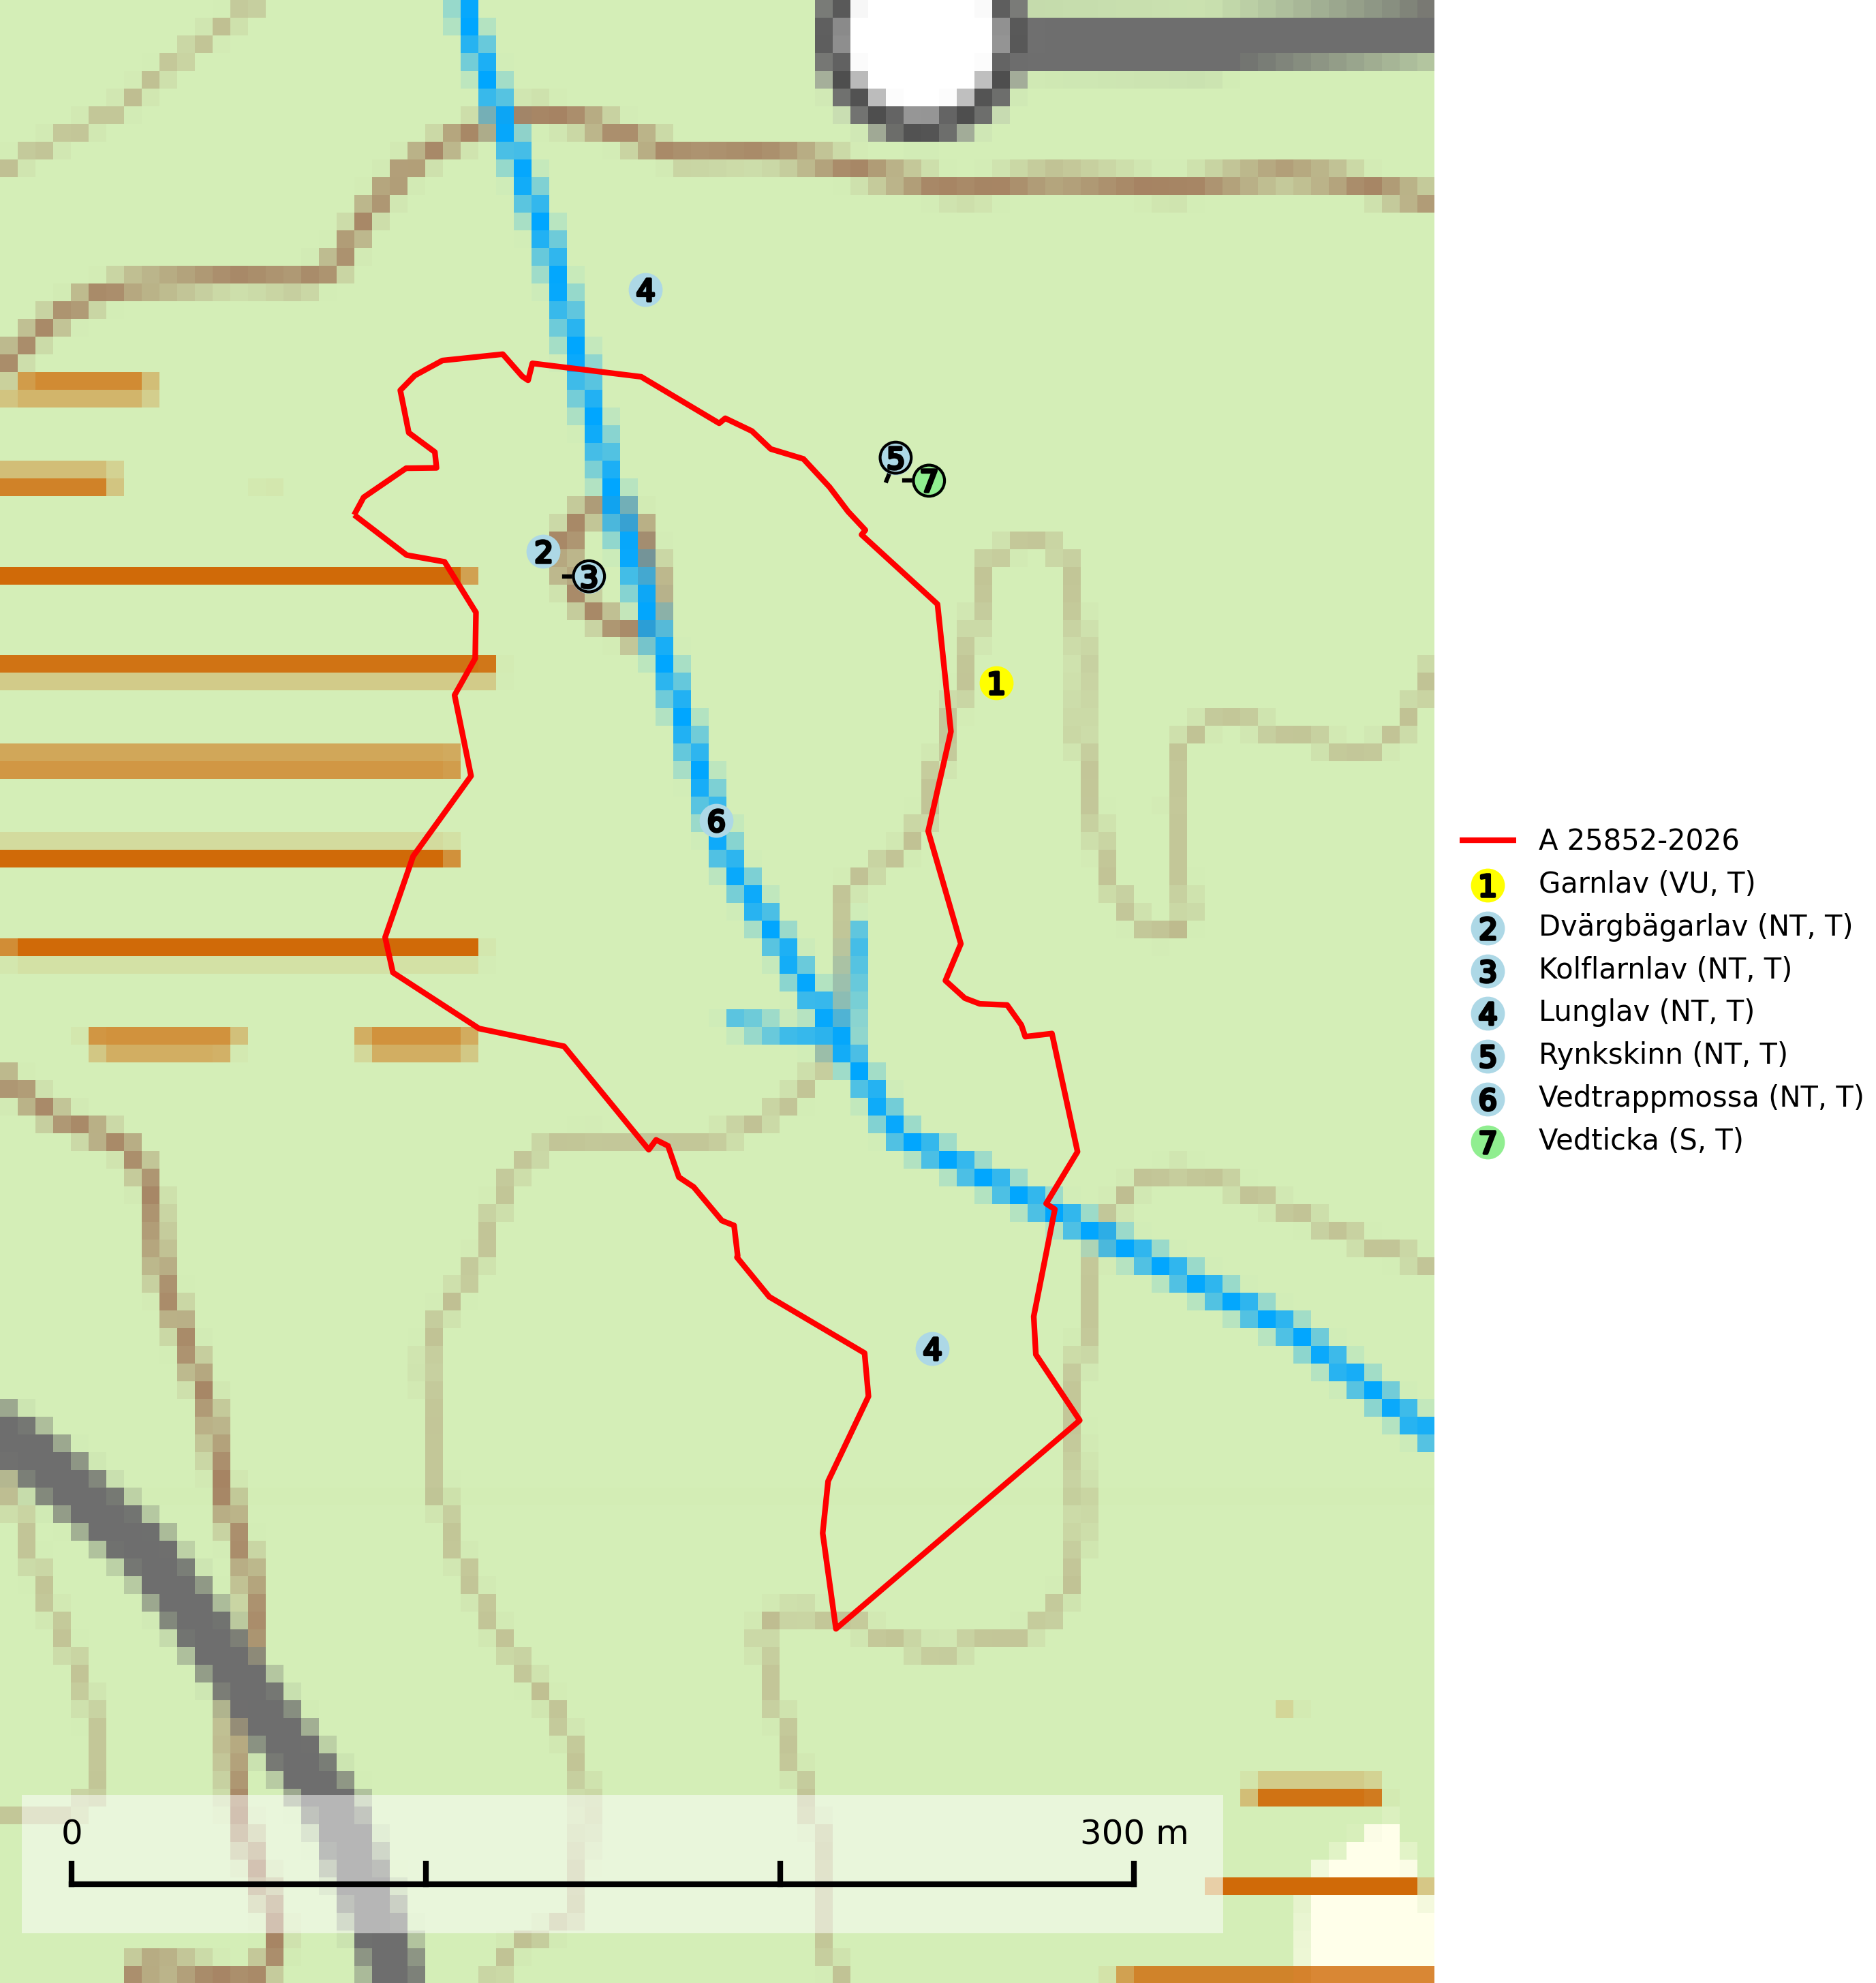 4
5
7
2
3
1
6
4
0 300 m
A 25852-2026
1 Garnlav (VU, T)
2 Dvärgbägarlav (NT, T)
3 Kolflarnlav (NT, T)
4 Lunglav (NT, T)
5 Rynkskinn (NT, T)
6 Vedtrappmossa (NT, T)
7 Vedticka (S, T)